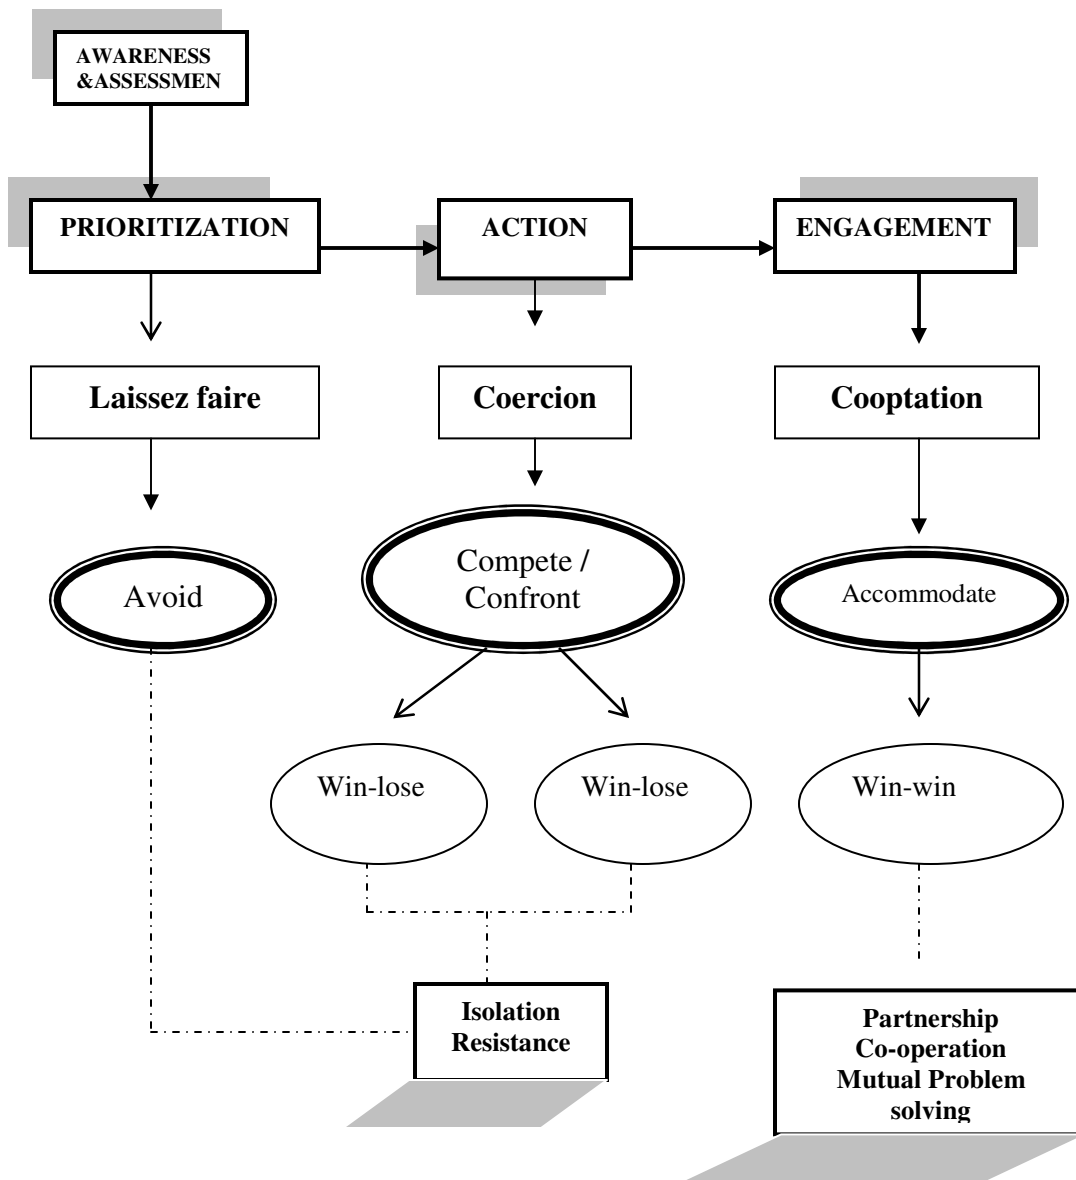 AWARENESS
&ASSESSMEN
PRIORITIZATION
ACTION
ENGAGEMENT
Laissez faire
Coercion
Cooptation
Avoid
Compete /
Confront
Accommodate
Win-lose
Win-lose
Win-win
Isolation
Resistance
Partnership
Co-operation
Mutual Problem
solving